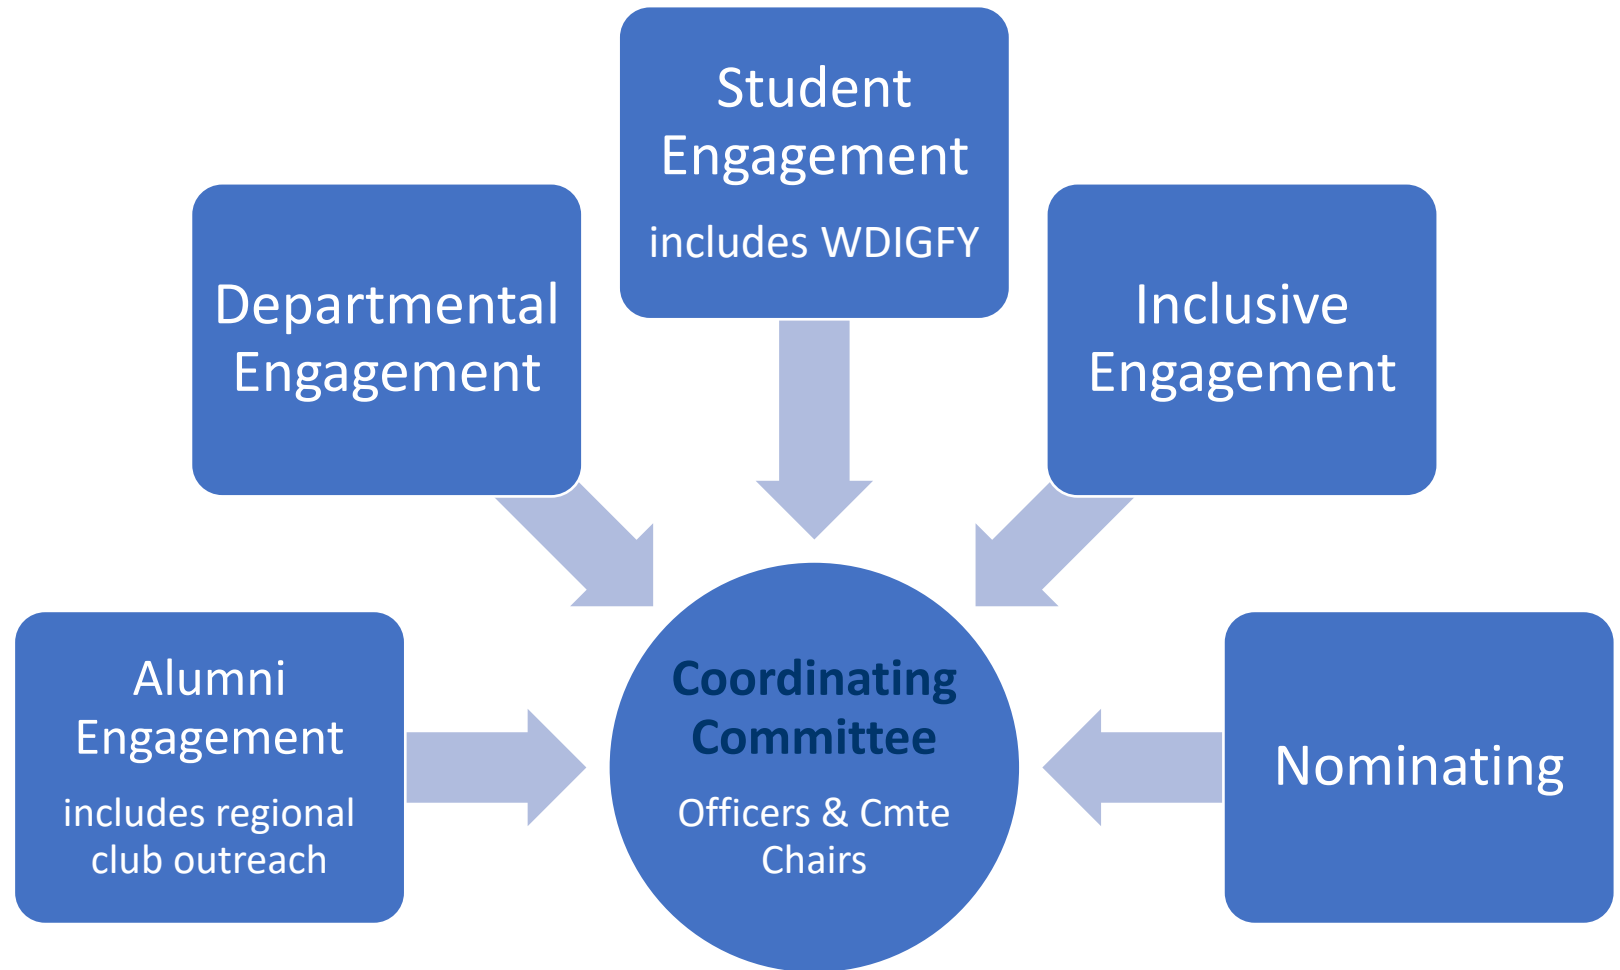 Student
Engagement
includes WDIGFY
Departmental
Engagement
Inclusive
Engagement
Alumni
Engagement
includes regional
club outreach
Coordinating
Committee
Officers & Cmte
Chairs
Nominating